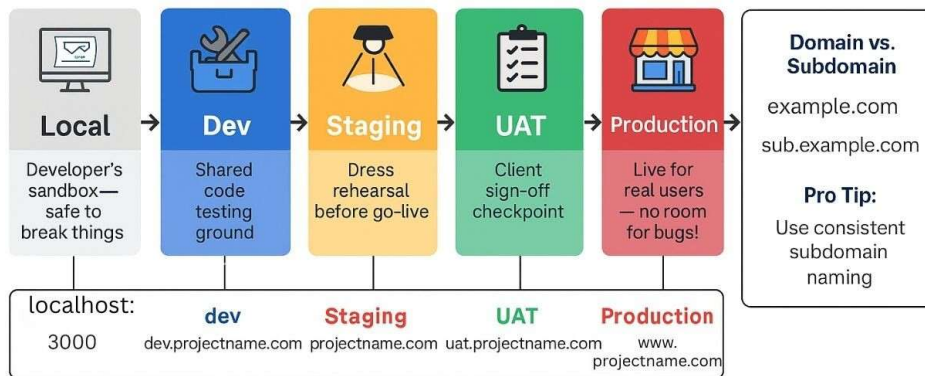 Local
Developer's
sandbox—
safe to
break things
Dev
Shared
code
testing
ground
Staging
Dress
rehearsal
before go-live
UAT
Client
sign-off
checkpoint
Production
Live for
real users
— no room
for bugs!
Domain vs.
Subdomain
example.com
sub.example.com
Pro Tip:
Use consistent
subdomain
naming
localhost:
3000
dev
dev.projectname.com
Staging
projectname.com
UAT
uat.projectname.com
Production
www.
projectname.com